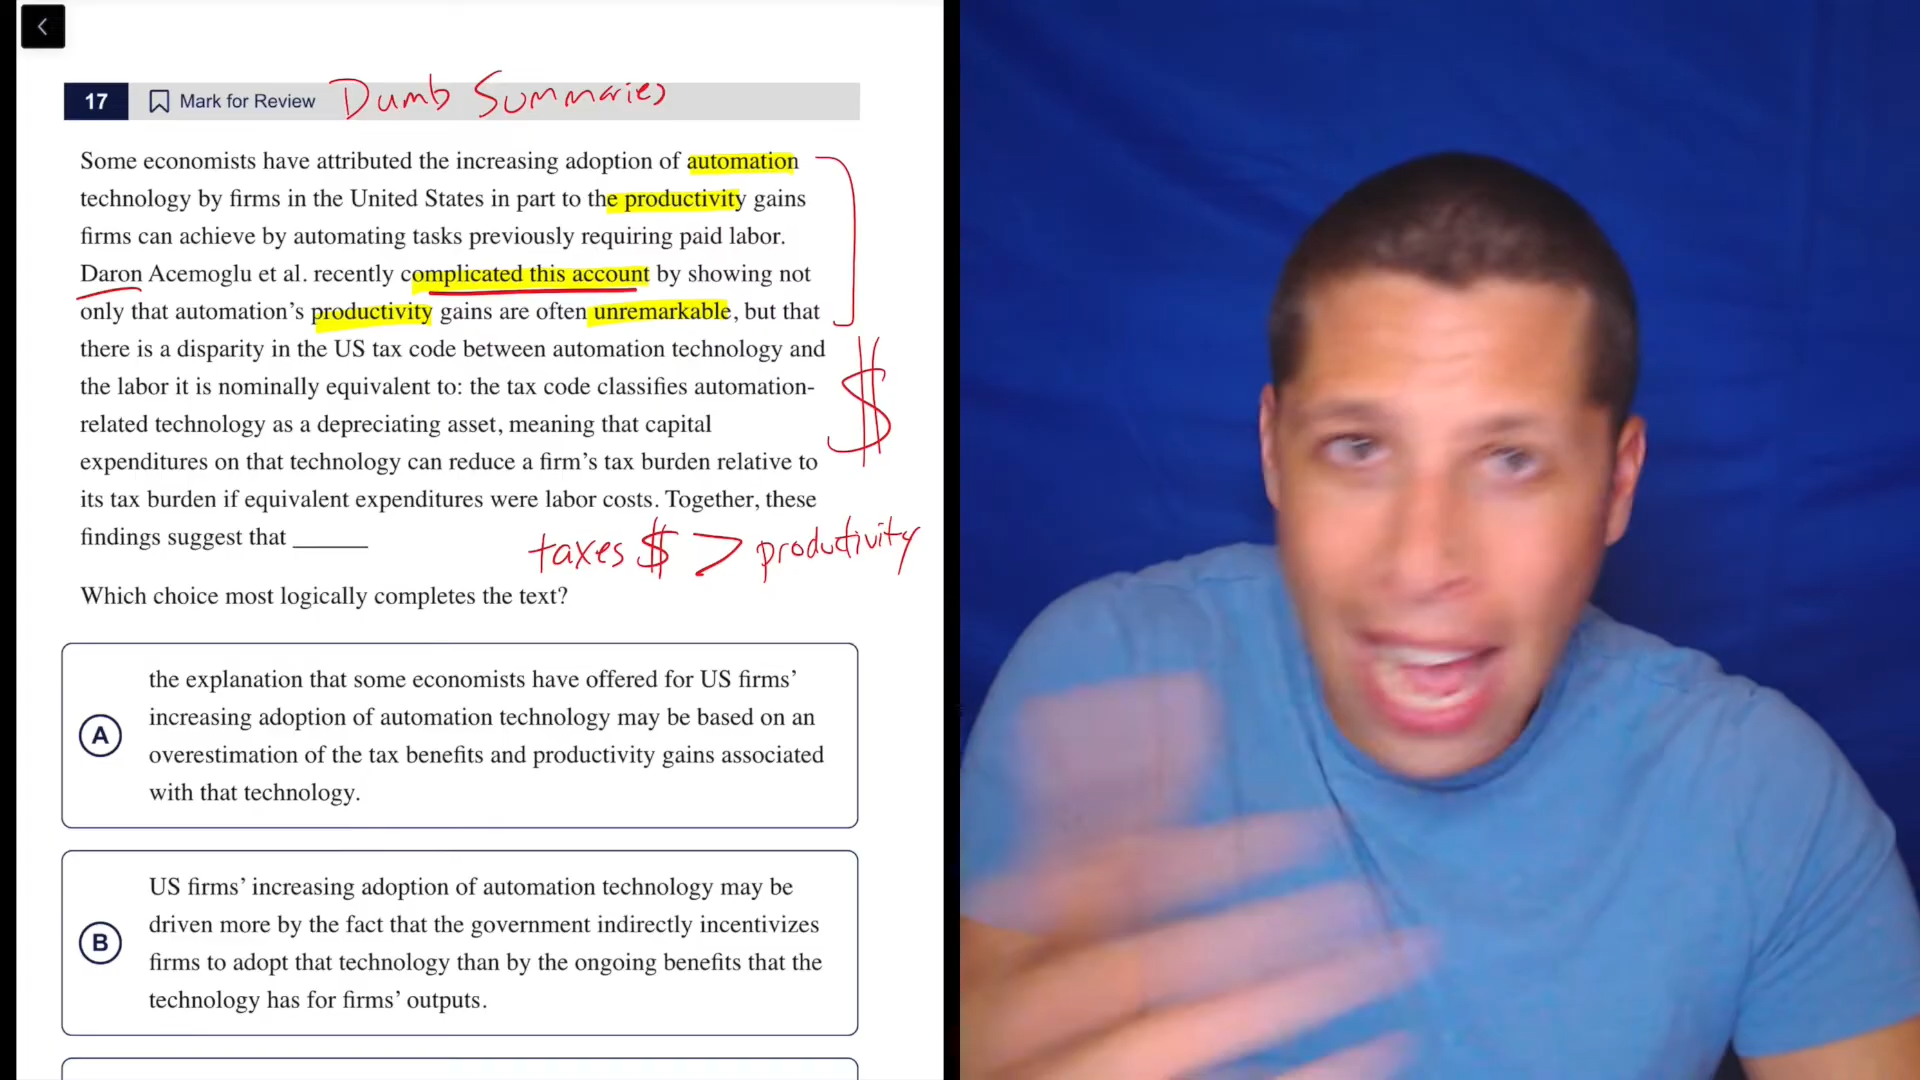 17 Mark for Review Dumb Summaries
Some economists have attributed the increasing adoption of automation
technology by firms in the United States in part to the productivity gains
firms can achieve by automating tasks previously requiring paid labor.
Daron Acemoglu et al. recently complicated this account by showing not
only that automation’s productivity gains are often unremarkable, but that
there is a disparity in the US tax code between automation technology and
the labor it is nominally equivalent to: the tax code classifies automation-
related technology as a depreciating asset, meaning that capital
expenditures on that technology can reduce a firm’s tax burden relative to
its tax burden if equivalent expenditures were labor costs. Together, these
findings suggest that ______
$
taxes $ > productivity
Which choice most logically completes the text?
A
the explanation that some economists have offered for US firms’
increasing adoption of automation technology may be based on an
overestimation of the tax benefits and productivity gains associated
with that technology.
B
US firms’ increasing adoption of automation technology may be
driven more by the fact that the government indirectly incentivizes
firms to adopt that technology than by the ongoing benefits that the
technology has for firms’ outputs.